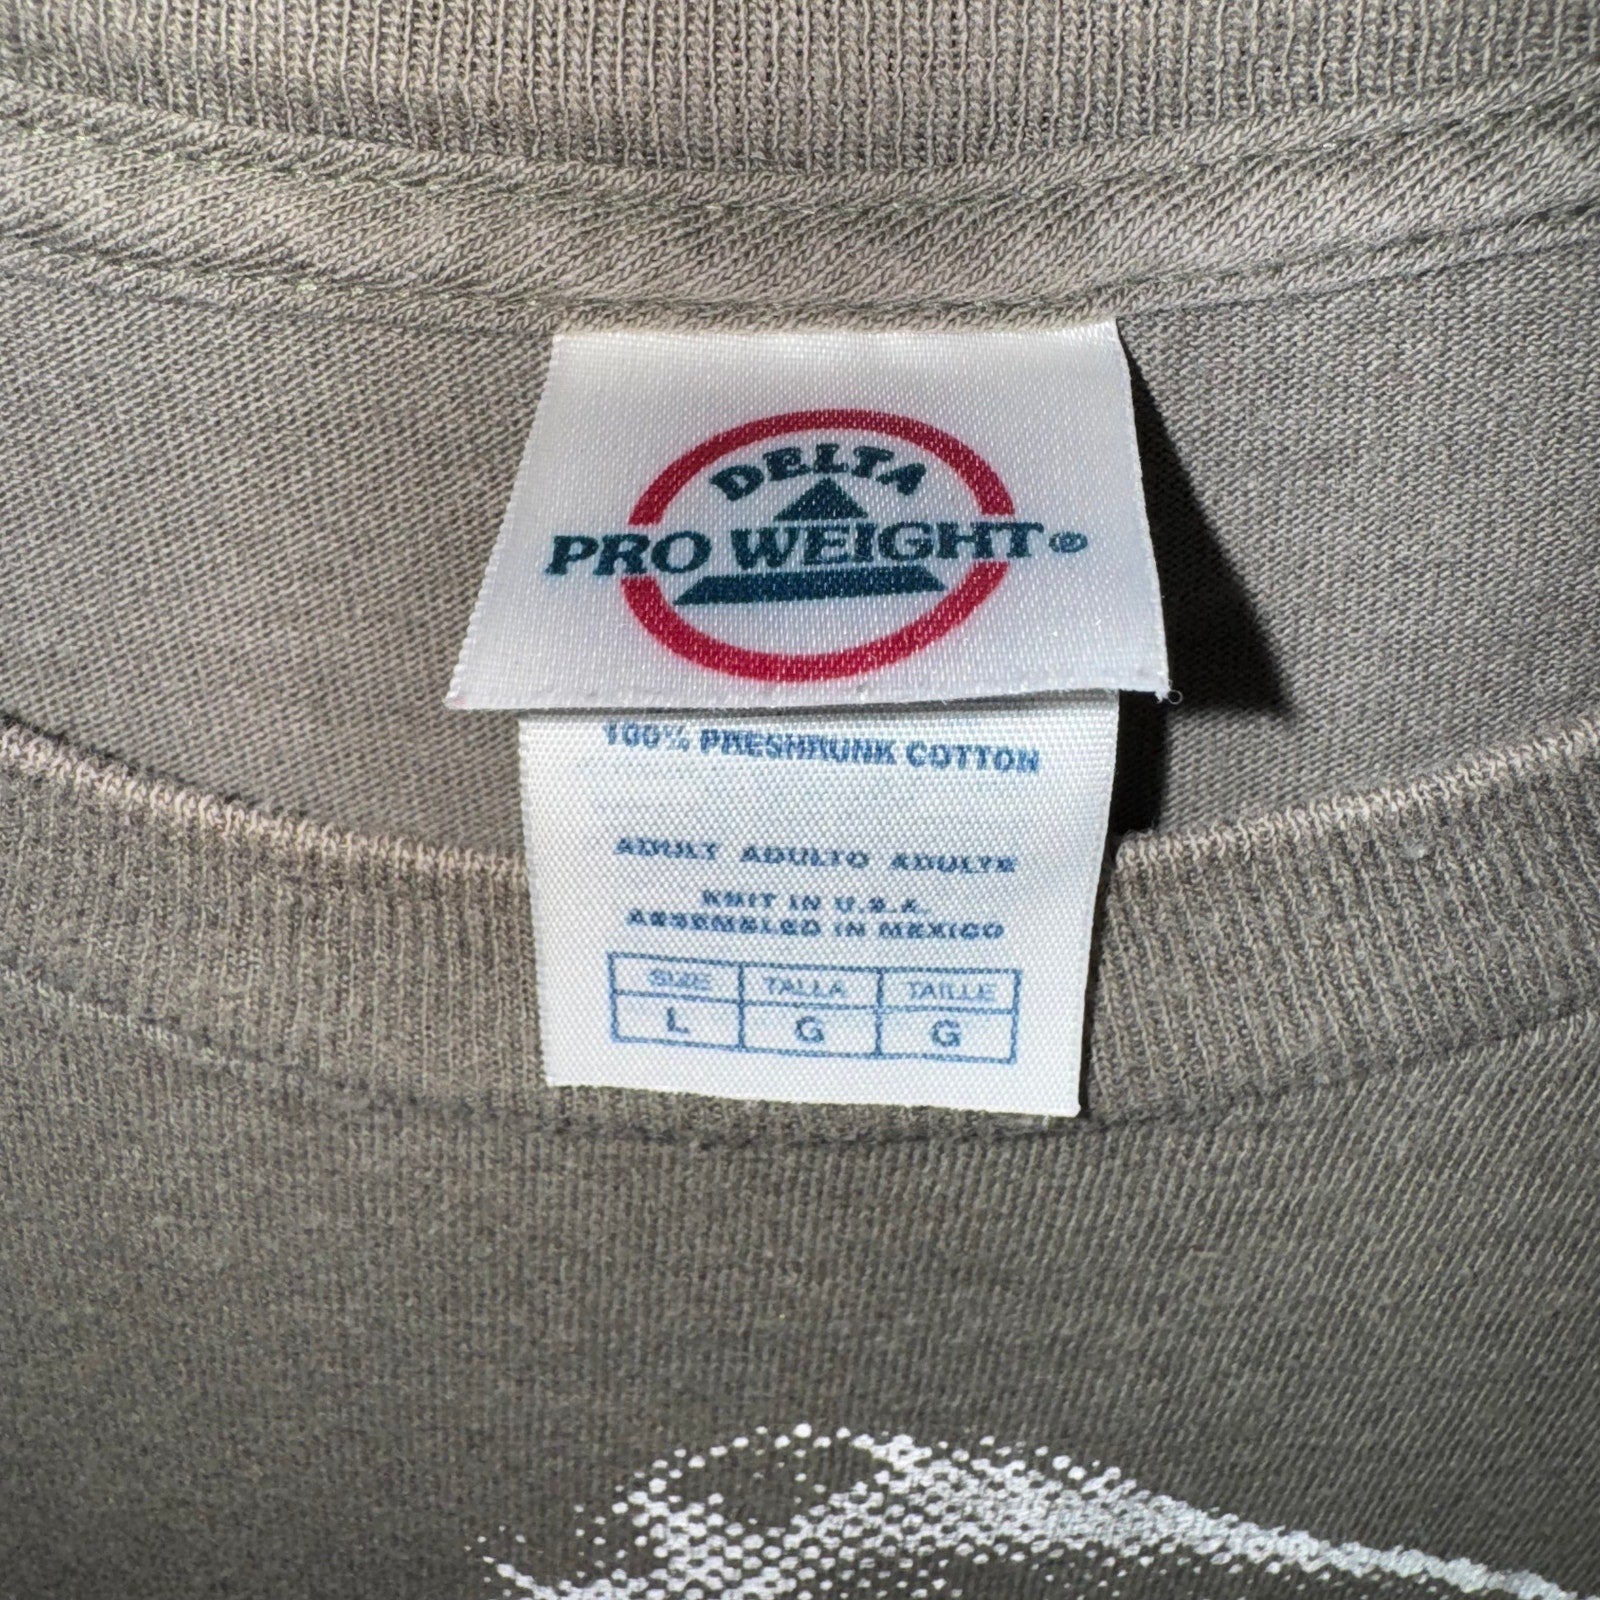 DELTA
PRO WEIGHT®
100% PRESHRUNK COTTON
ADULT ADULTO ADULTE
KNIT IN U.S.A.
ASSEMBLED IN MEXICO
SIZE TALLA TAILLE
L G G